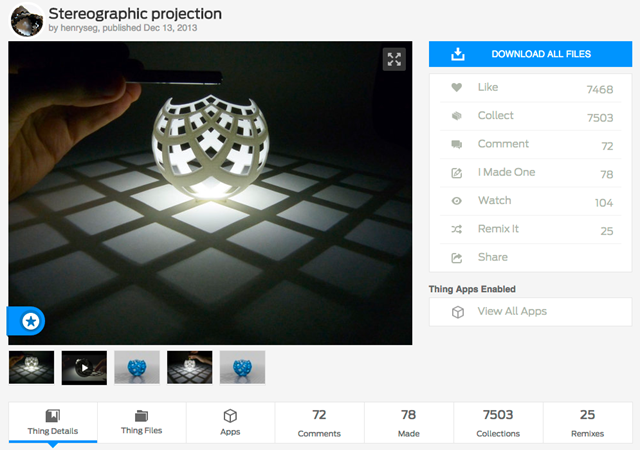 Stereographic projection
by henryseg, published Dec 13, 2013
DOWNLOAD ALL FILES
Like 7468
Collect 7503
Comment 72
I Made One 78
Watch 104
Remix It 25
Share
Thing Apps Enabled
View All Apps
Thing Details
Thing Files
Apps
72
Comments
78
Made
7503
Collections
25
Remixes